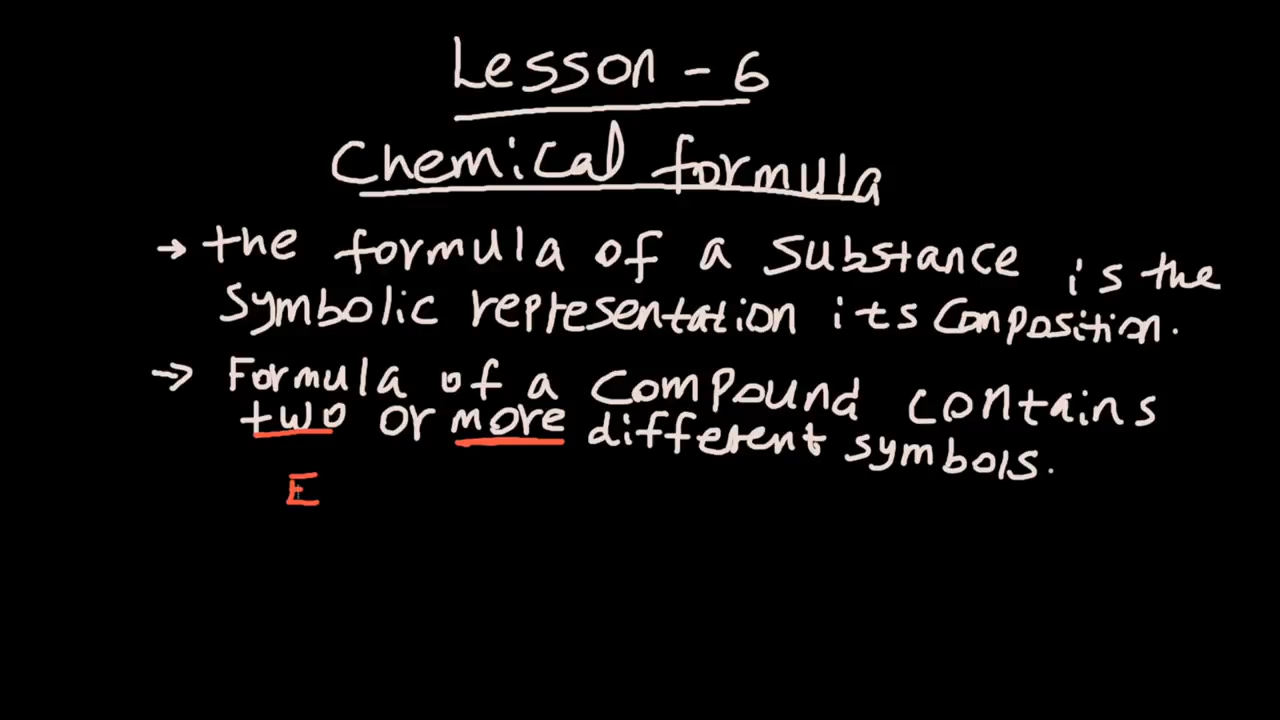 Lesson - 6
Chemical formula
→ the formula of a substance is the
symbolic representation its composition.
→ Formula of a compound contains
two or more different symbols.
E